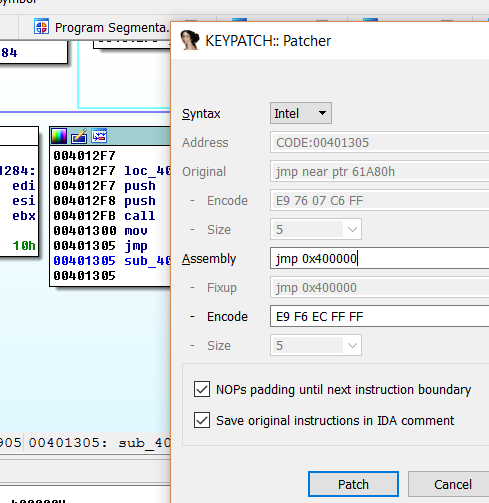 Program Segmenta.
284
KEYPATCH:: Patcher
Syntax
Intel
Address
CODE:00401305
Original
jmp near ptr 61A80h
- Encode
E9 76 07 C6 FF
- Size
5
Assembly
jmp 0x400000
- Fixup
jmp 0x400000
- Encode
E9 F6 EC FF FF
- Size
5
NOPs padding until next instruction boundary
Save original instructions in IDA comment
Patch
Cancel
1284:
edi
esi
ebx
10h
004012F7
004012F7 loc_40
004012F7 push
004012F8 push
004012FB call
00401300 mov
00401305 jmp
00401305 sub_40
00401305
905 00401305: sub_40